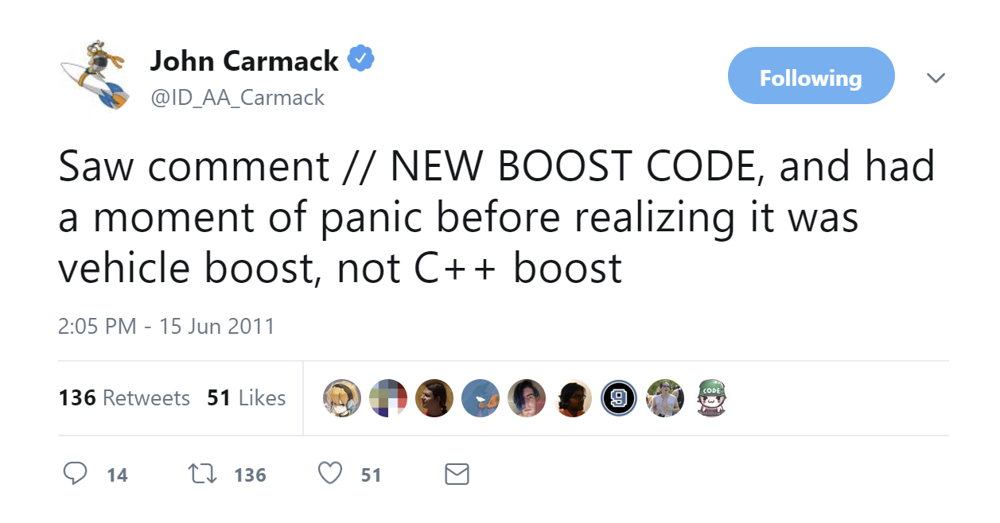 John Carmack
@ID_AA_Carmack
Following
Saw comment // NEW BOOST CODE, and had
a moment of panic before realizing it was
vehicle boost, not C++ boost
2:05 PM - 15 Jun 2011
136 Retweets 51 Likes
9
CODE
14 136 51